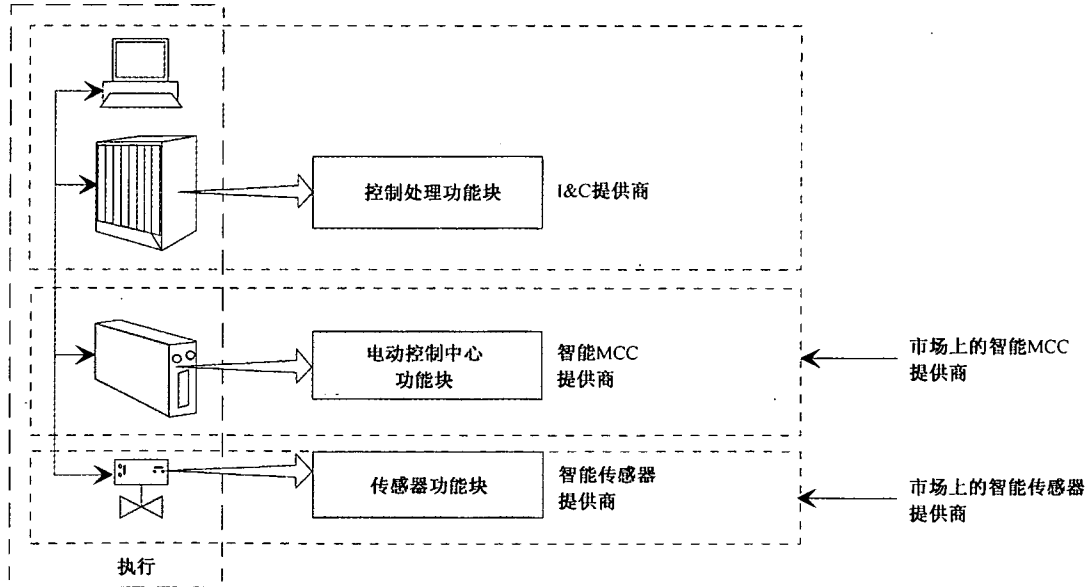 控制处理功能块
I&C提供商
电动控制中心
功能块
智能MCC
提供商
市场上的智能MCC
提供商
传感器功能块
智能传感器
提供商
市场上的智能传感器
提供商
执行